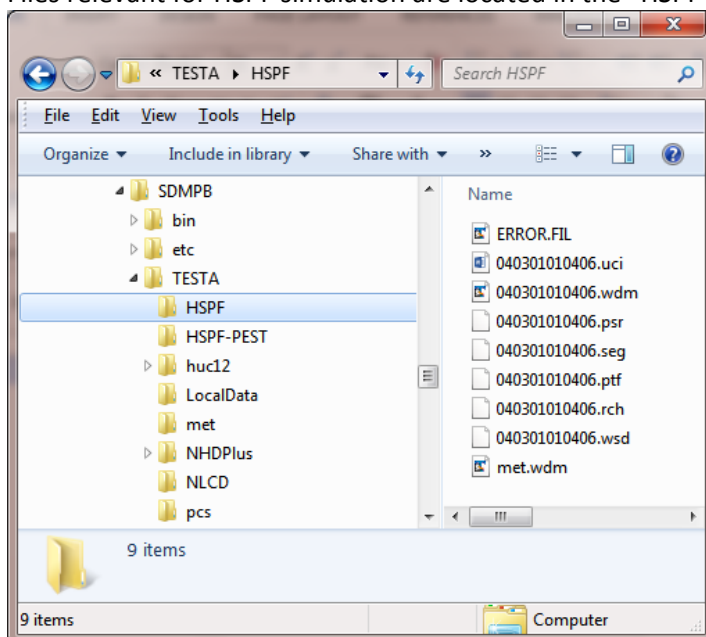 Files relevant for HSPF simulation are located in the "HSPF"
« TESTA ▸ HSPF
Search HSPF
File Edit View Tools Help
Organize Include in library Share with »
SDMPB
bin
etc
TESTA
HSPF
HSPF-PEST
huc12
LocalData
met
NHDPlus
NLCD
pcs
Name
ERROR.FIL
040301010406.uci
040301010406.wdm
040301010406.psr
040301010406.seg
040301010406.ptf
040301010406.rch
040301010406.wsd
met.wdm
9 items
9 items
Computer